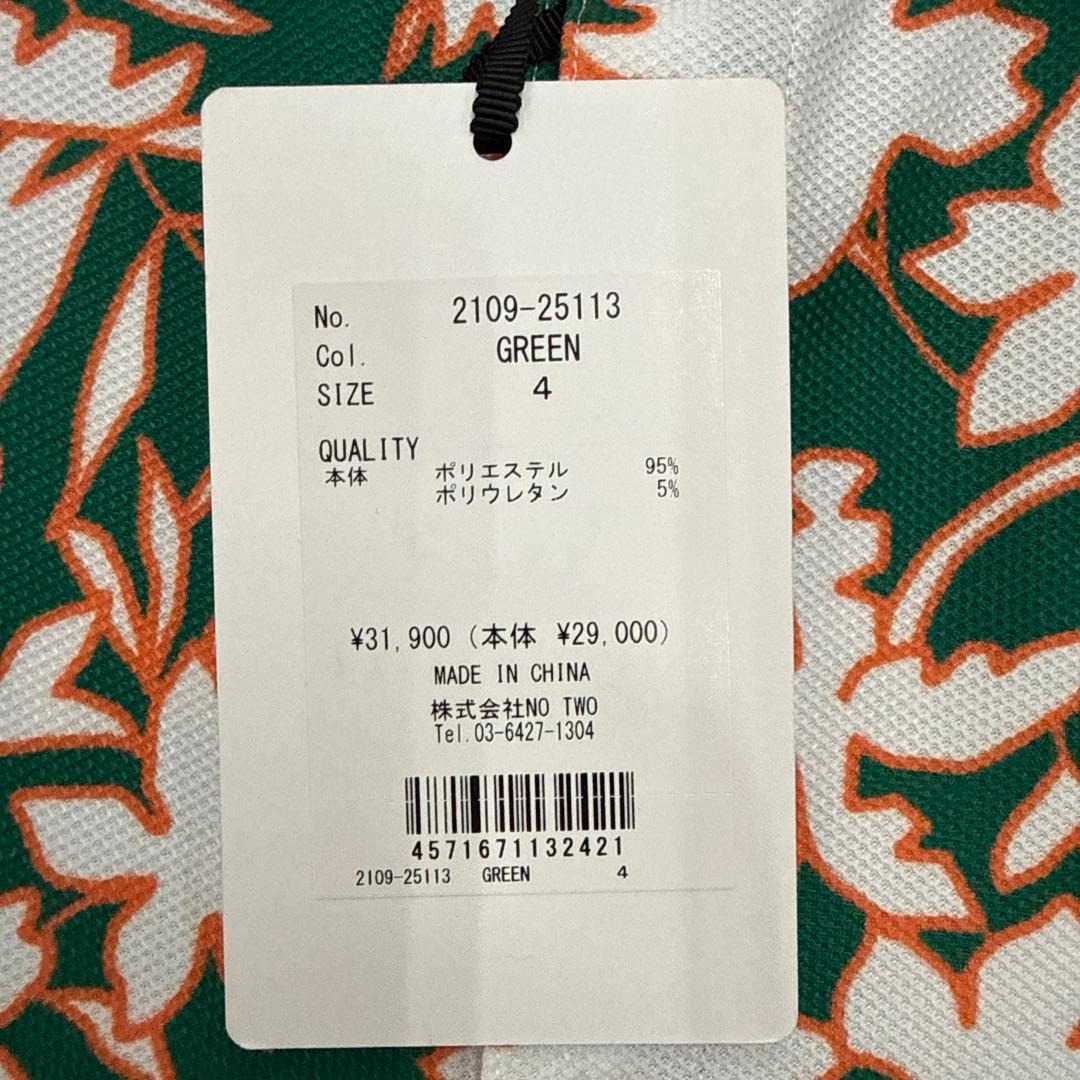 No. 2109-25113
Col. GREEN
SIZE 4
QUALITY
本体 ポリエステル 95%
ポリウレタン 5%
¥31,900 (本体 ¥29,000)
MADE IN CHINA
株式会社NO TWO
Tel.03-6427-1304
4571671132421
2109-25113 GREEN 4